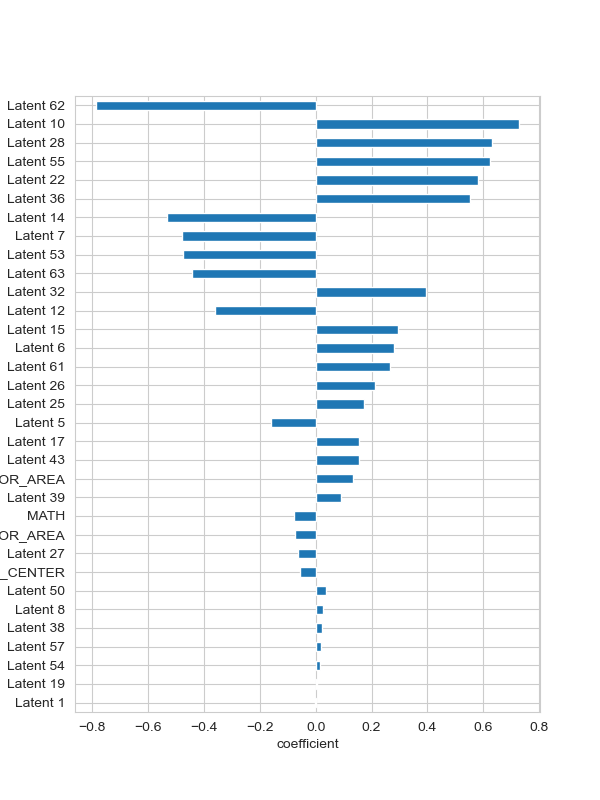 Latent 62
Latent 10
Latent 28
Latent 55
Latent 22
Latent 36
Latent 14
Latent 7
Latent 53
Latent 63
Latent 32
Latent 12
Latent 15
Latent 6
Latent 61
Latent 26
Latent 25
Latent 5
Latent 17
Latent 43
OR_AREA
Latent 39
MATH
OR_AREA
Latent 27
_CENTER
Latent 50
Latent 8
Latent 38
Latent 57
Latent 54
Latent 19
Latent 1
−0.8 −0.6 −0.4 −0.2 0.0 0.2 0.4 0.6 0.8
coefficient